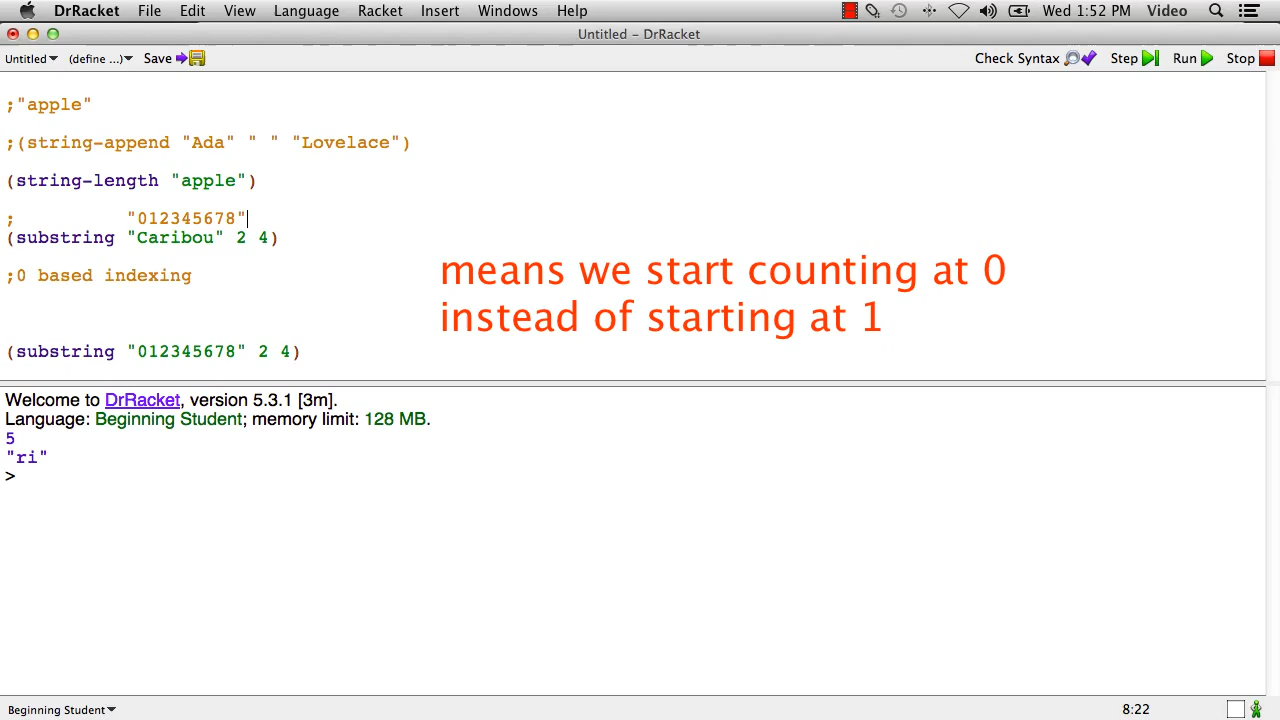 DrRacket File Edit View Language Racket Insert Windows Help Wed 1:52 PM Video
Untitled - DrRacket
Untitled (define ...) Save Check Syntax Step Run Stop
;"apple"
;(string-append "Ada" " " "Lovelace")
(string-length "apple")
; "012345678"
(substring "Caribou" 2 4)
;0 based indexing
means we start counting at 0
instead of starting at 1
(substring "012345678" 2 4)
Welcome to DrRacket, version 5.3.1 [3m].
Language: Beginning Student; memory limit: 128 MB.
5
"ri"
>
Beginning Student 8:22